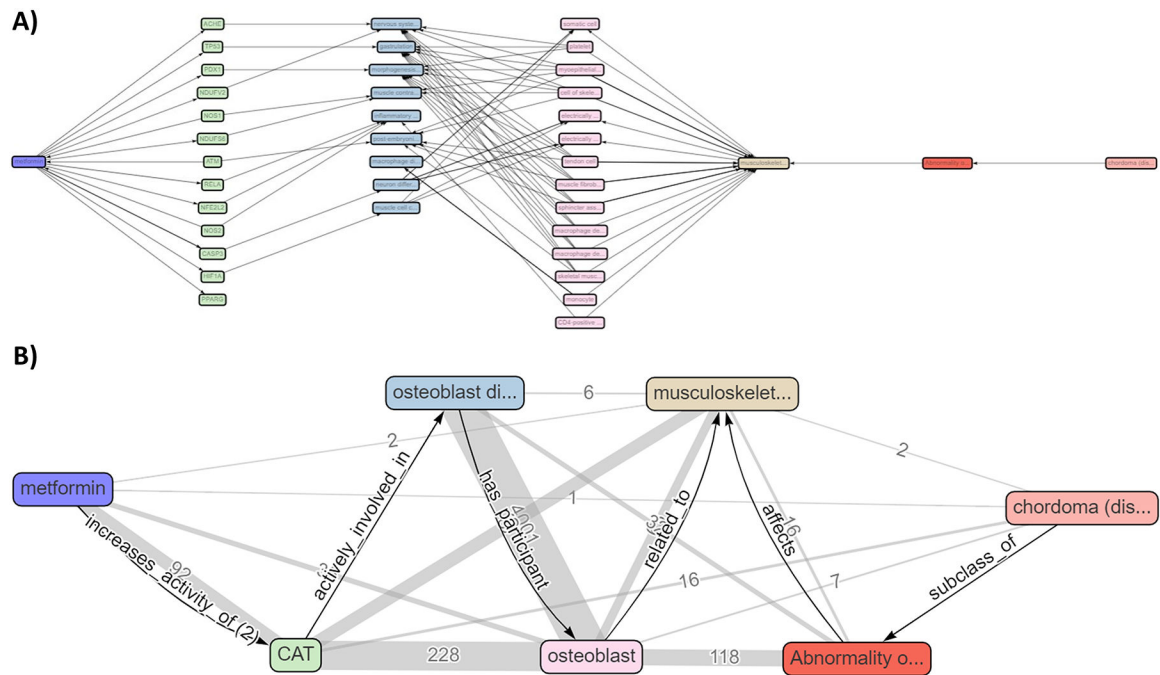 A)
ACHE
nervous syste...
somatic cell
TP53
gastrulation
platelet
PDX1
morphogenesis...
myoepithelial...
NDUFV2
muscle contra...
cell of skele...
NOS1
inflammatory ...
electrically ...
NDUFS6
post-embryoni...
electrically ...
metformin
ATM
macrophage di...
tendon cell
musculoskelet...
Abnormality o...
chordoma (dis...
RELA
neuron differ...
muscle fibrob...
NFE2L2
muscle cell c...
sphincter ass...
NOS2
macrophage de...
CASP3
macrophage de...
HIF1A
skeletal musc...
PPARG
monocyte
CD4-positive ...
B)
osteoblast di...
6
musculoskelet...
2
2
metformin
1
chordoma (dis...
increases_activity_of (2)
92
actively_involved_in
has_participant
4001
related_to
affects
16
subclass_of
16
7
CAT
228
osteoblast
118
Abnormality o...